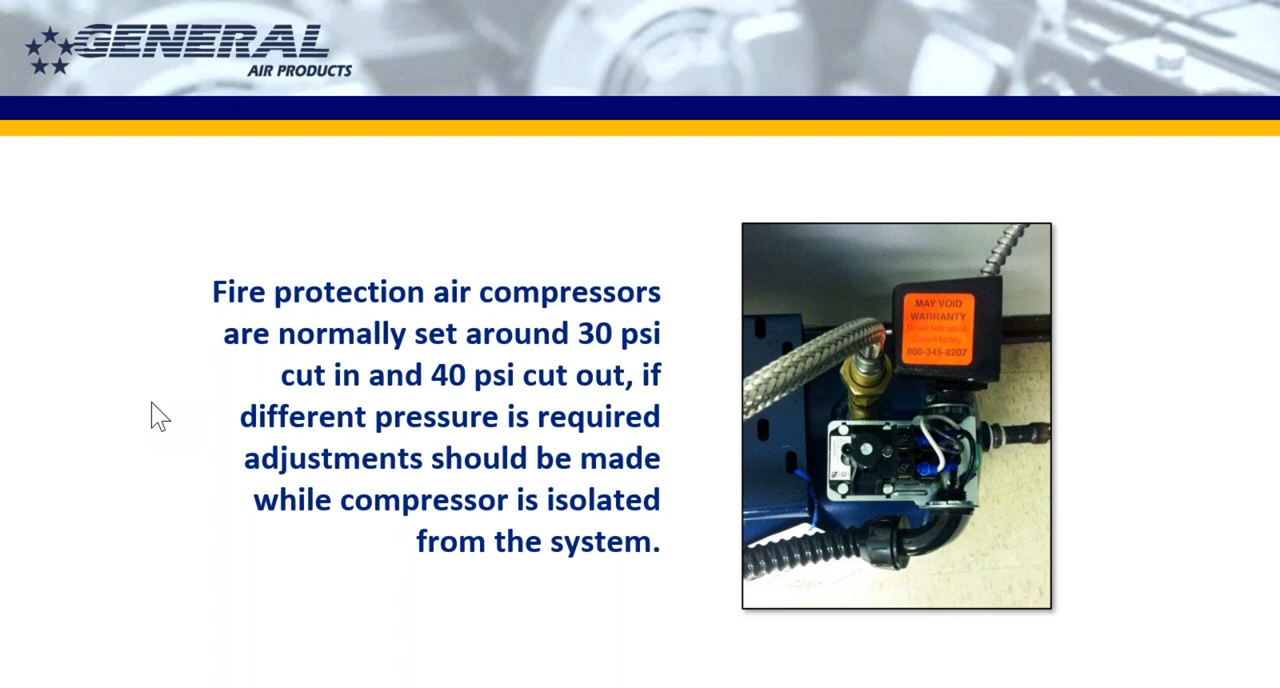 GENERAL
AIR PRODUCTS
Fire protection air compressors
are normally set around 30 psi
cut in and 40 psi cut out, if
different pressure is required
adjustments should be made
while compressor is isolated
from the system.
MAY VOID
WARRANTY
800-345-8207